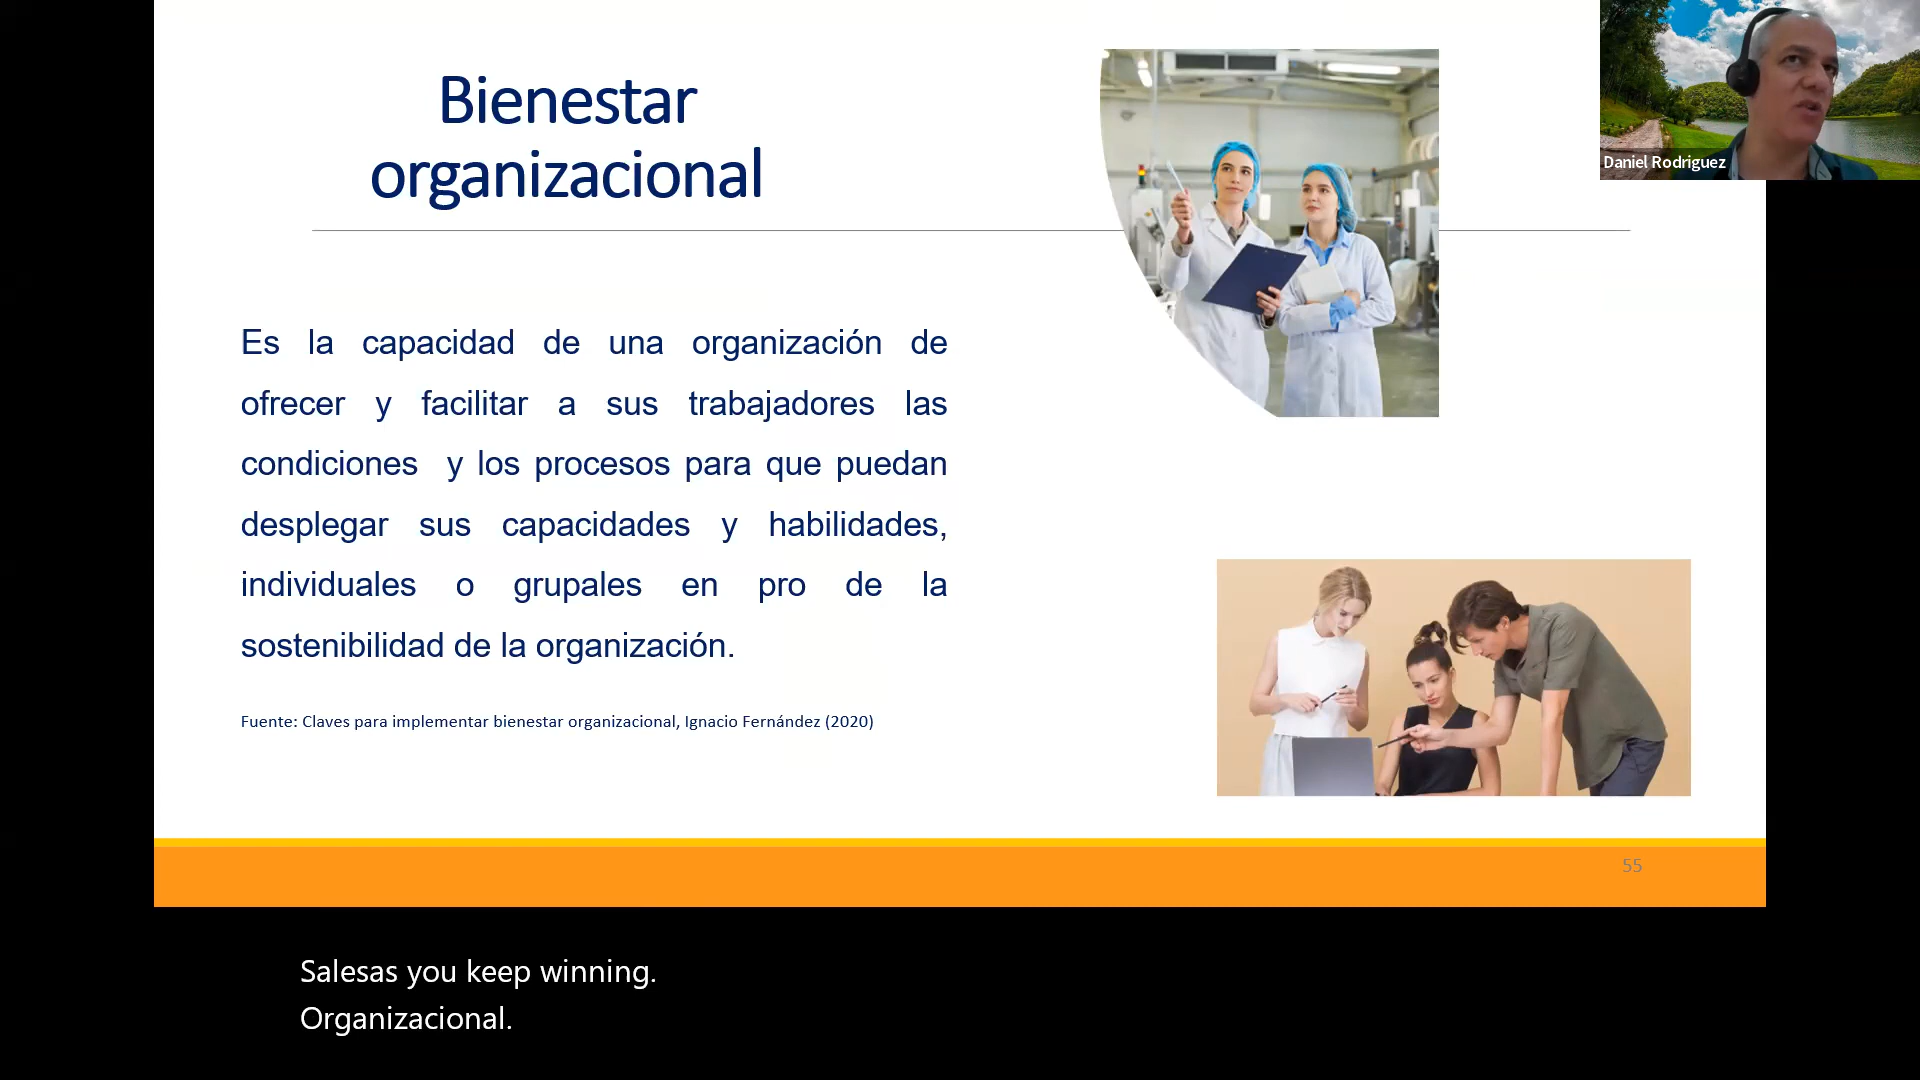 Bienestar
organizacional
Daniel Rodriguez
Es la capacidad de una organización de
ofrecer y facilitar a sus trabajadores las
condiciones y los procesos para que puedan
desplegar sus capacidades y habilidades,
individuales o grupales en pro de la
sostenibilidad de la organización.
Fuente: Claves para implementar bienestar organizacional, Ignacio Fernández (2020)
55
Salesas you keep winning.
Organizacional.